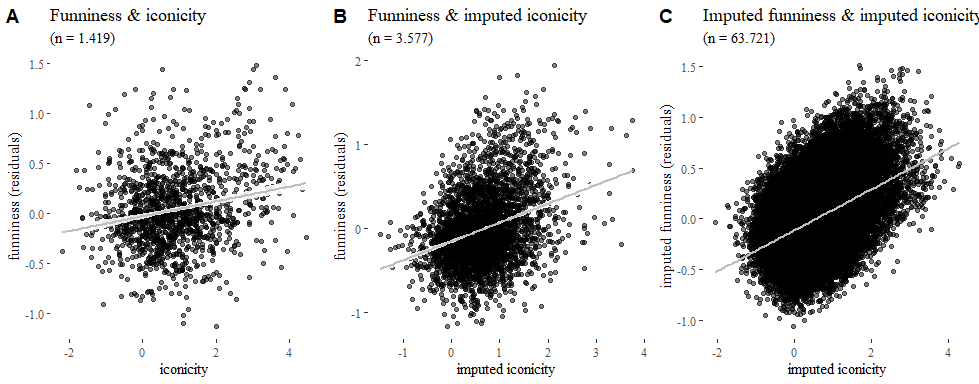 A
Funniness & iconicity
(n = 1.419)
1.5
1.0
0.5
0.0
-0.5
-1.0
funniness (residuals)
-2
0
2
4
iconicity
B
Funniness & imputed iconicity
(n = 3.577)
2
1
0
-1
funniness (residuals)
-1
0
1
2
3
4
imputed iconicity
C
Imputed funniness & imputed iconicity
(n = 63.721)
1.5
1.0
0.5
0.0
-0.5
-1.0
imputed funniness (residuals)
-2
0
2
4
imputed iconicity